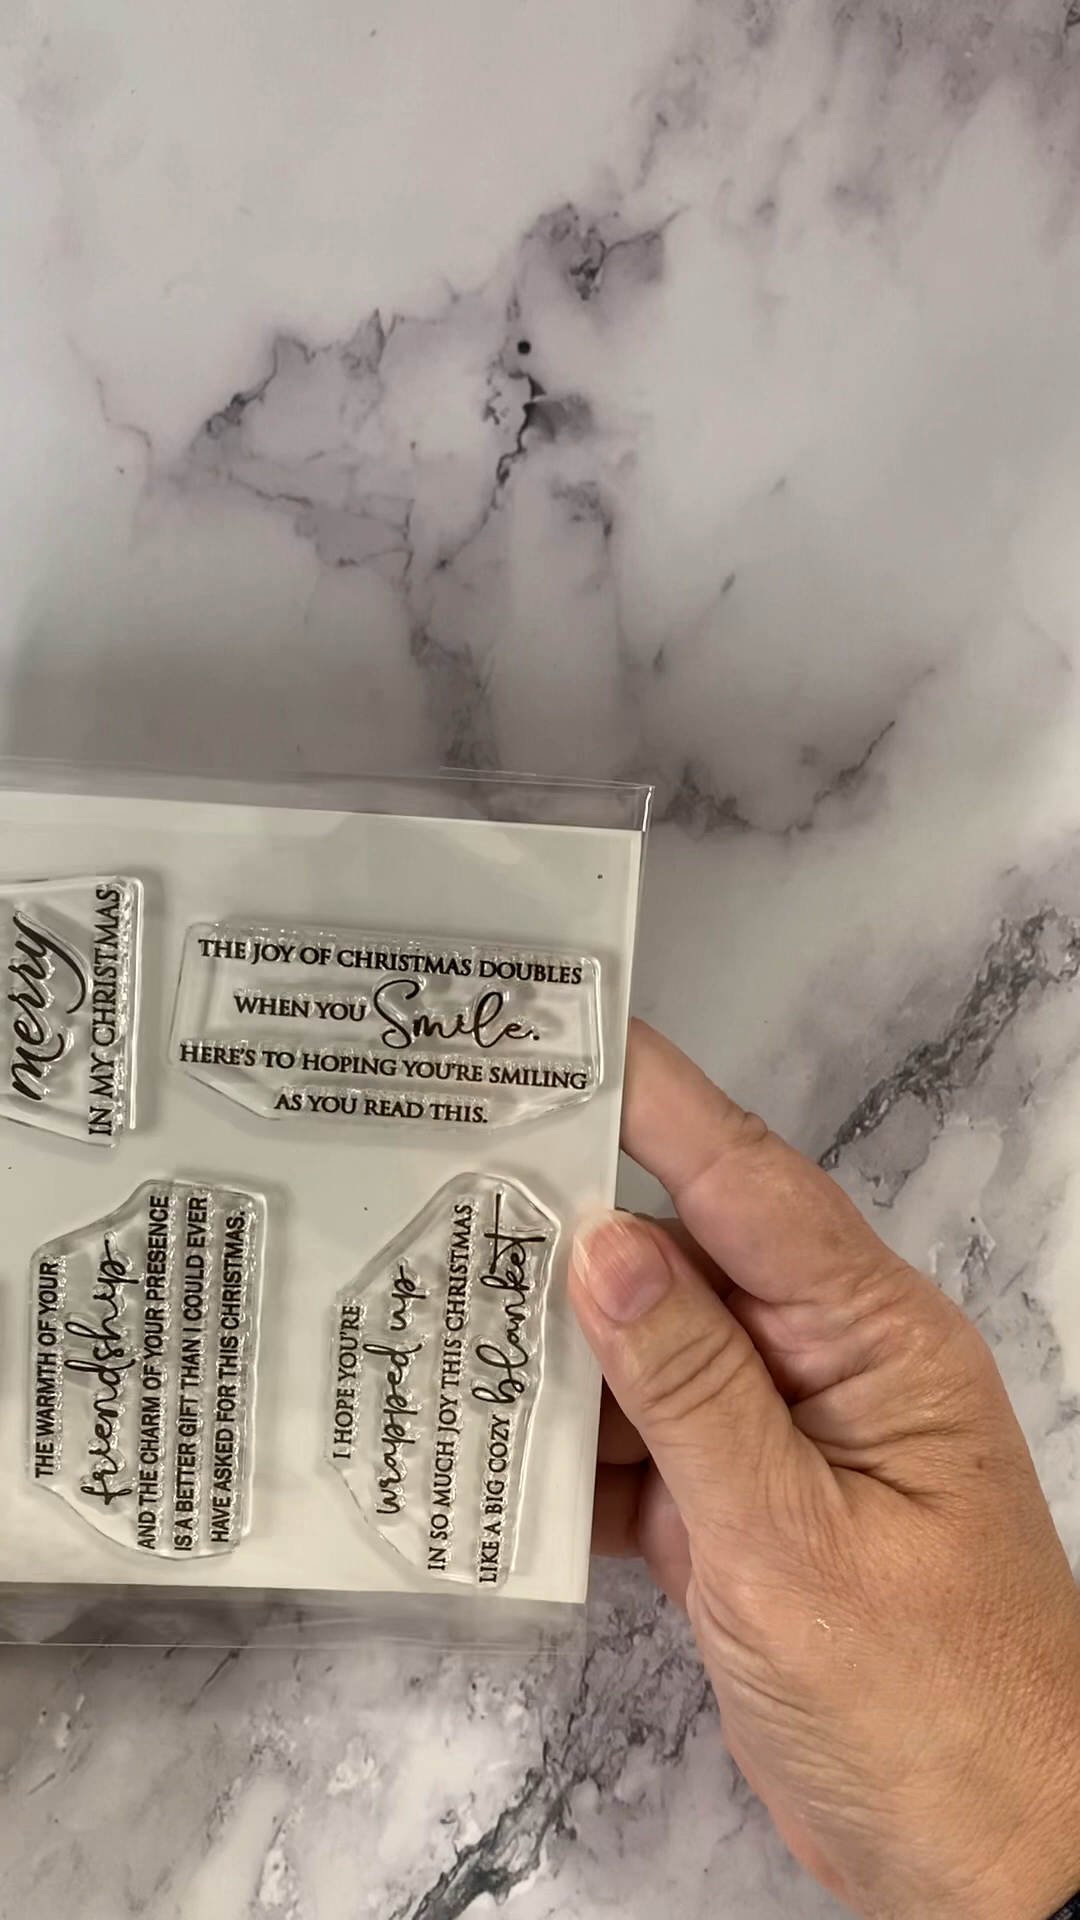 merry
IN MY CHRISTMAS
THE JOY OF CHRISTMAS DOUBLES
WHEN YOU Smile.
HERE'S TO HOPING YOU'RE SMILING
AS YOU READ THIS.
THE WARMTH OF YOUR
friendship
AND THE CHARM OF YOUR PRESENCE
IS A BETTER GIFT THAN I COULD EVER
HAVE ASKED FOR THIS CHRISTMAS.
I HOPE YOU'RE
wrapped up
IN SO MUCH JOY THIS CHRISTMAS
LIKE A BIG COZY blanket